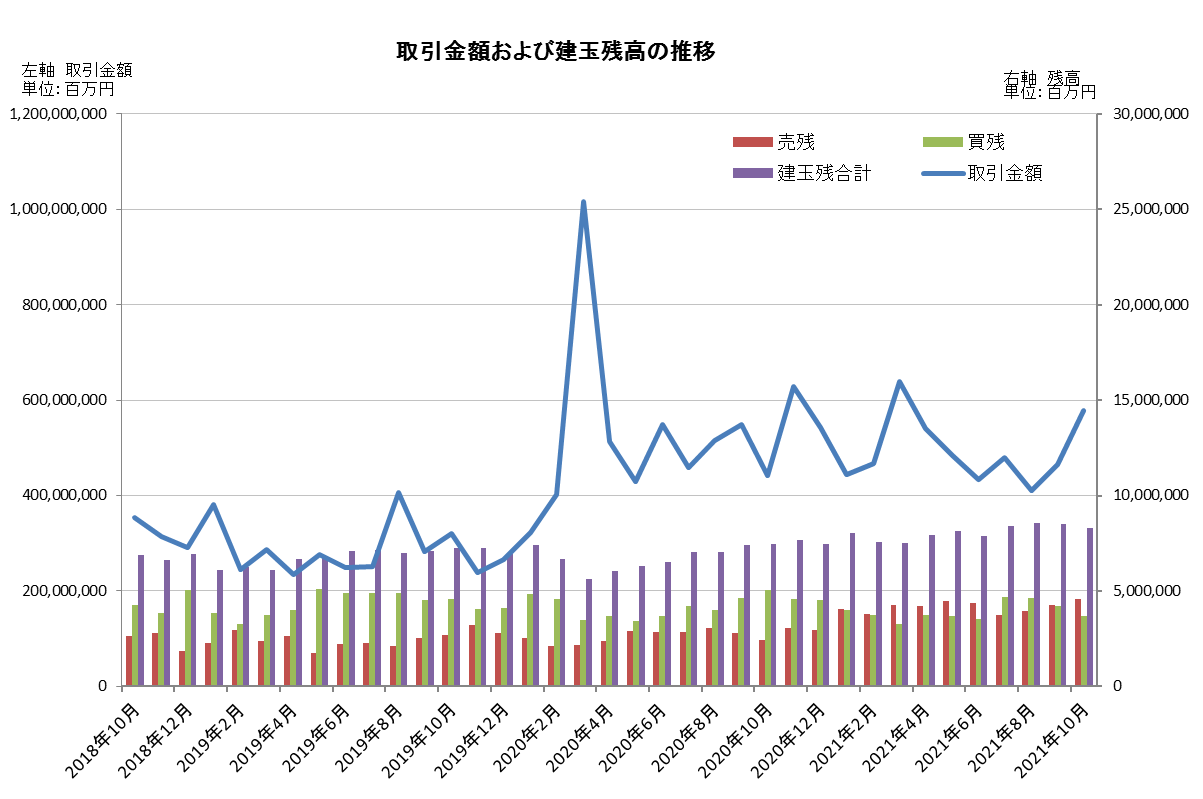 取引金額および建玉残高の推移
左軸 取引金額
単位：百万円
右軸 残高
単位：百万円
1,200,000,000
1,000,000,000
800,000,000
600,000,000
400,000,000
200,000,000
0
30,000,000
25,000,000
20,000,000
15,000,000
10,000,000
5,000,000
0
売残
買残
建玉残合計
取引金額
2018年10月
2018年12月
2019年2月
2019年4月
2019年6月
2019年8月
2019年10月
2019年12月
2020年2月
2020年4月
2020年6月
2020年8月
2020年10月
2020年12月
2021年2月
2021年4月
2021年6月
2021年8月
2021年10月